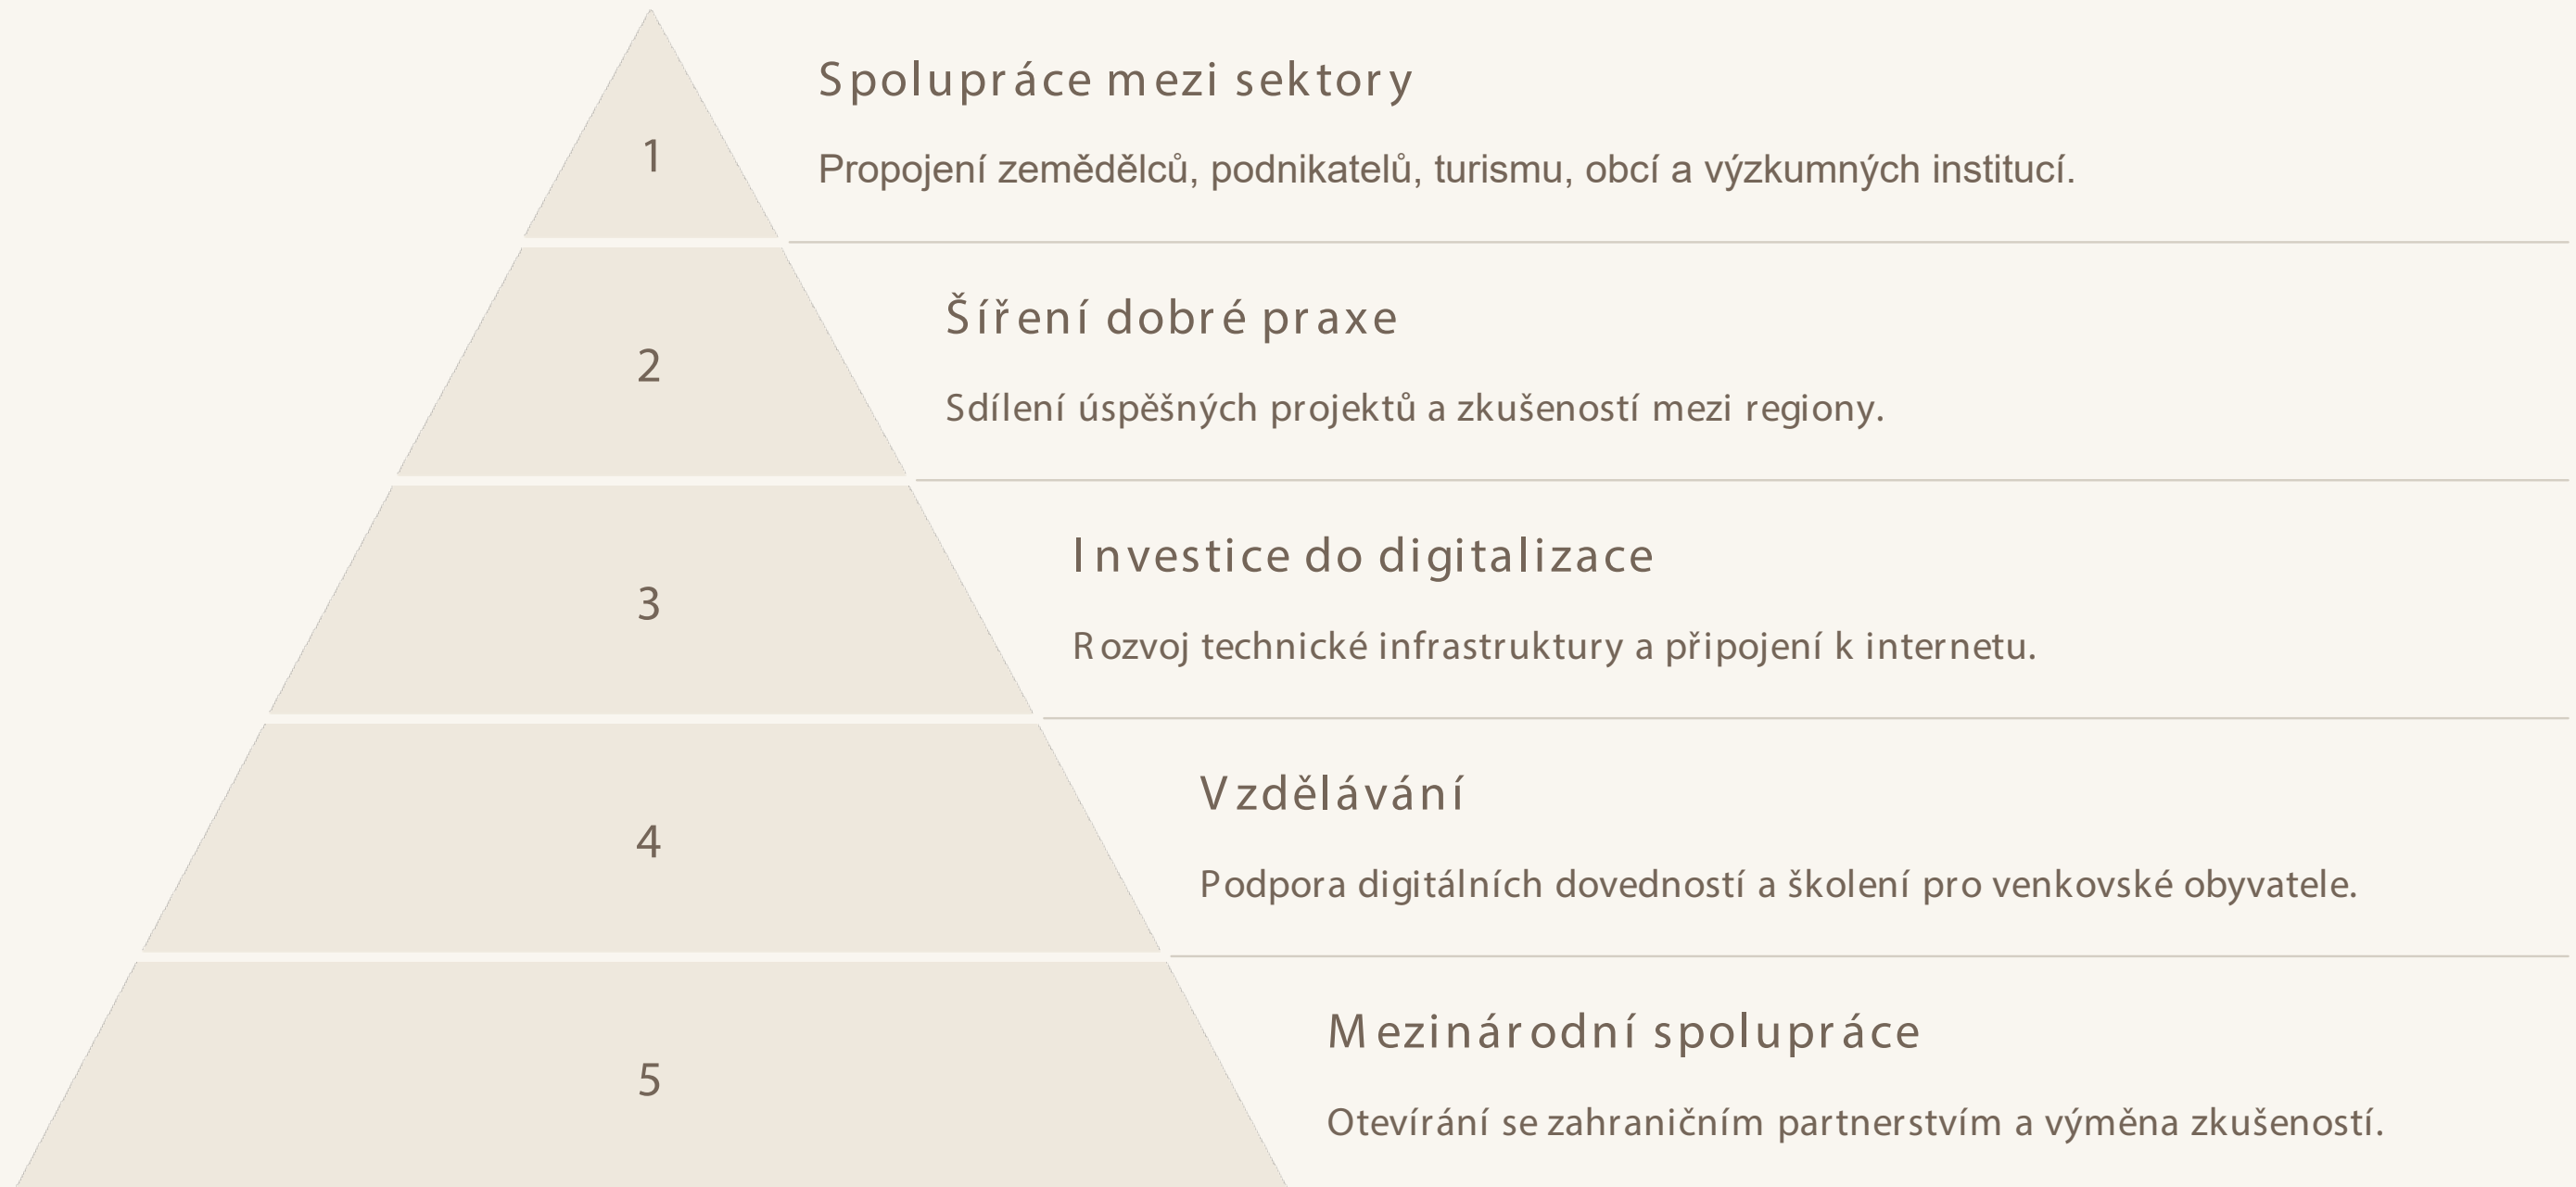 1
Spolupráce mezi sektory
Propojení zemědělců, podnikatelů, turismu, obcí a výzkumných institucí.
2
Šíření dobré praxe
Sdílení úspěšných projektů a zkušeností mezi regiony.
3
Investice do digitalizace
Rozvoj technické infrastruktury a připojení k internetu.
4
Vzdělávání
Podpora digitálních dovedností a školení pro venkovské obyvatele.
5
Mezinárodní spolupráce
Otevírání se zahraničním partnerstvím a výměna zkušeností.